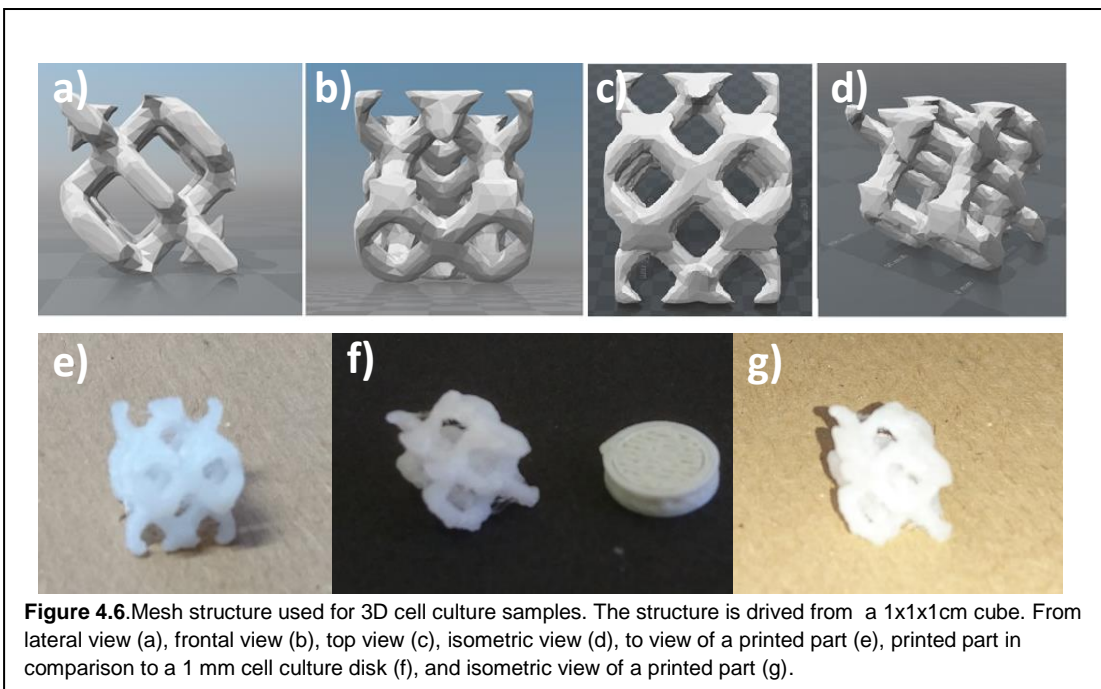 a)
b)
c)
d)
e)
f)
g)
Figure 4.6.Mesh structure used for 3D cell culture samples. The structure is drived from a 1x1x1cm cube. From
lateral view (a), frontal view (b), top view (c), isometric view (d), to view of a printed part (e), printed part in
comparison to a 1 mm cell culture disk (f), and isometric view of a printed part (g).